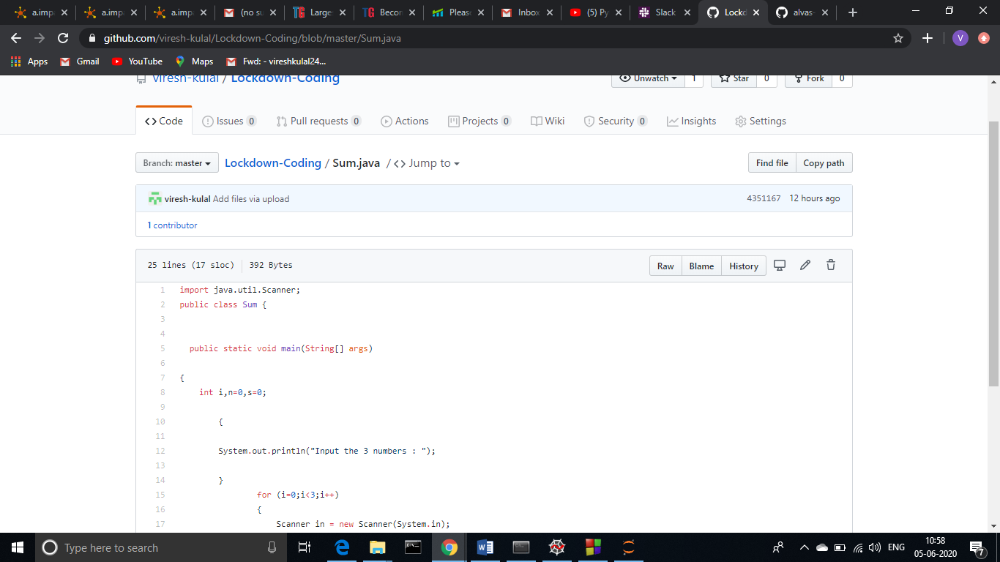 a.impa a.impa a.impa (no su Large Becor Pleas Inbox (5) Py Slack Lockd alvas-
github.com/viresh-kulal/Lockdown-Coding/blob/master/Sum.java V
Apps Gmail YouTube Maps Fwd: - vireshkulal24...
viresh-kulal / Lockdown-Coding Unwatch 1 Star 0 Fork 0
Code Issues 0 Pull requests 0 Actions Projects 0 Wiki Security 0 Insights Settings
Branch: master Lockdown-Coding / Sum.java / <> Jump to Find file Copy path
viresh-kulal Add files via upload 4351167 12 hours ago
1 contributor
25 lines (17 sloc) 392 Bytes Raw Blame History
1 import java.util.Scanner;
2 public class Sum {
3
4
5 public static void main(String[] args)
6
7 {
8 int i,n=0,s=0;
9
10 {
11
12 System.out.println("Input the 3 numbers : ");
13
14 }
15 for (i=0;i<3;i++)
16 {
17 Scanner in = new Scanner(System.in);
Type here to search ENG 10:58
05-06-2020 7